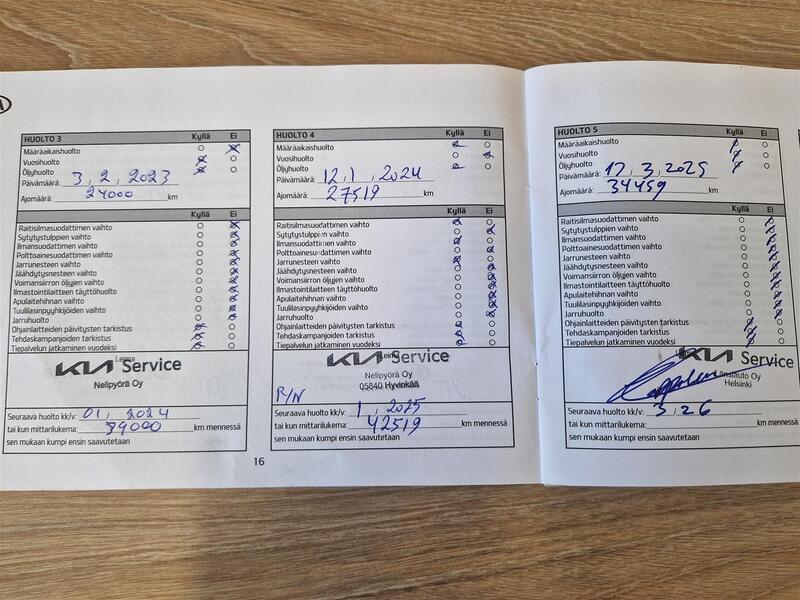 HUOLTO 3 Kyllä Ei
Määräaikaishuolto
Vuosihuolto
Öljyhuolto
Päivämäärä: 3, 2, 2023
Ajomäärä: 24000 km
Kyllä Ei
Raitisilmasuodattimen vaihto
Sytytystulppien vaihto
Ilmansuodattimen vaihto
Polttoainesuodattimen vaihto
Jarrunesteen vaihto
Jäähdytysnesteen vaihto
Voimansiirron öljyjen vaihto
Ilmastointilaitteen täyttöhuolto
Apulaitehihnan vaihto
Tuulilasinpyyhkijöiden vaihto
Jarruhuolto
Ohjainlaitteiden päivitysten tarkistus
Tehdaskampanjoiden tarkistus
Tiepalvelun jatkaminen vuodeksi
Leima
KIA Service
Nelipyörä Oy
Seuraava huolto kk/v: 01, 2024
tai kun mittarilukema: 39000 km mennessä
sen mukaan kumpi ensin saavutetaan
16
HUOLTO 4 Kyllä Ei
Määräaikaishuolto
Vuosihuolto
Öljyhuolto
Päivämäärä: 12, 1, 2024
Ajomäärä: 27519 km
Kyllä Ei
Raitisilmasuodattimen vaihto
Sytytystulppien vaihto
Ilmansuodattimen vaihto
Polttoainesuodattimen vaihto
Jarrunesteen vaihto
Jäähdytysnesteen vaihto
Voimansiirron öljyjen vaihto
Ilmastointilaitteen täyttöhuolto
Apulaitehihnan vaihto
Tuulilasinpyyhkijöiden vaihto
Jarruhuolto
Ohjainlaitteiden päivitysten tarkistus
Tehdaskampanjoiden tarkistus
Tiepalvelun jatkaminen vuodeksi
Leima
KIA Service
Nelipyörä Oy
05840 Hyvinkää
P/N
Seuraava huolto kk/v: 1, 2025
tai kun mittarilukema: 42519 km mennessä
sen mukaan kumpi ensin saavutetaan
HUOLTO 5 Kyllä Ei
Määräaikaishuolto
Vuosihuolto
Öljyhuolto
Päivämäärä: 17, 3, 2025
Ajomäärä: 34459 km
Kyllä Ei
Raitisilmasuodattimen vaihto
Sytytystulppien vaihto
Ilmansuodattimen vaihto
Polttoainesuodattimen vaihto
Jarrunesteen vaihto
Jäähdytysnesteen vaihto
Voimansiirron öljyjen vaihto
Ilmastointilaitteen täyttöhuolto
Apulaitehihnan vaihto
Tuulilasinpyyhkijöiden vaihto
Jarruhuolto
Ohjainlaitteiden päivitysten tarkistus
Tehdaskampanjoiden tarkistus
Tiepalvelun jatkaminen vuodeksi
KIA Service
Oy
Helsinki
Seuraava huolto kk/v: 3, 26
tai kun mittarilukema: km mennessä
sen mukaan kumpi ensin saavutetaan